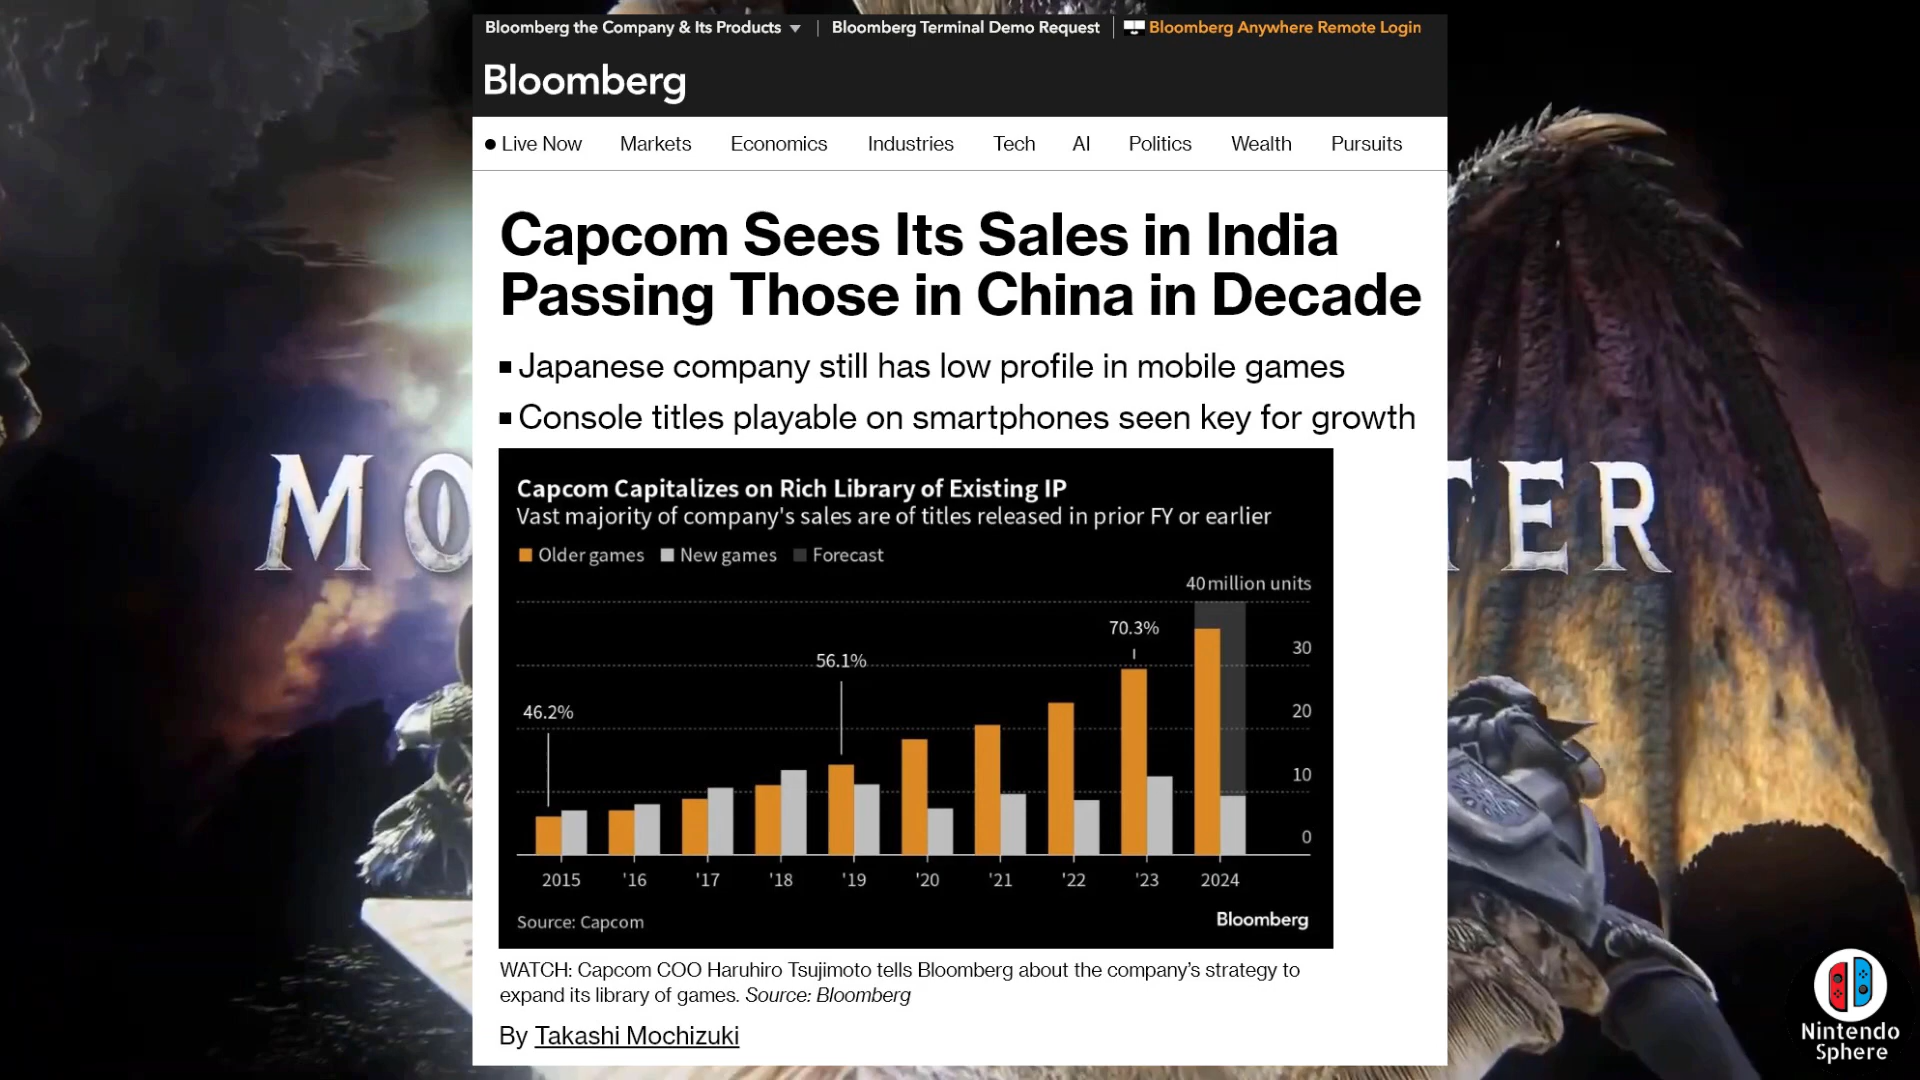 Bloomberg the Company & Its Products
Bloomberg Terminal Demo Request
Bloomberg Anywhere Remote Login
Bloomberg
Live Now Markets Economics Industries Tech AI Politics Wealth Pursuits
Capcom Sees Its Sales in India
Passing Those in China in Decade
Japanese company still has low profile in mobile games
Console titles playable on smartphones seen key for growth
MO
TER
Capcom Capitalizes on Rich Library of Existing IP
Vast majority of company's sales are of titles released in prior FY or earlier
Older games New games Forecast
40 million units
70.3%
30
56.1%
46.2%
20
10
0
2015 '16 '17 '18 '19 '20 '21 '22 '23 2024
Source: Capcom
Bloomberg
WATCH: Capcom COO Haruhiro Tsujimoto tells Bloomberg about the company's strategy to
expand its library of games. Source: Bloomberg
By Takashi Mochizuki
Nintendo
Sphere